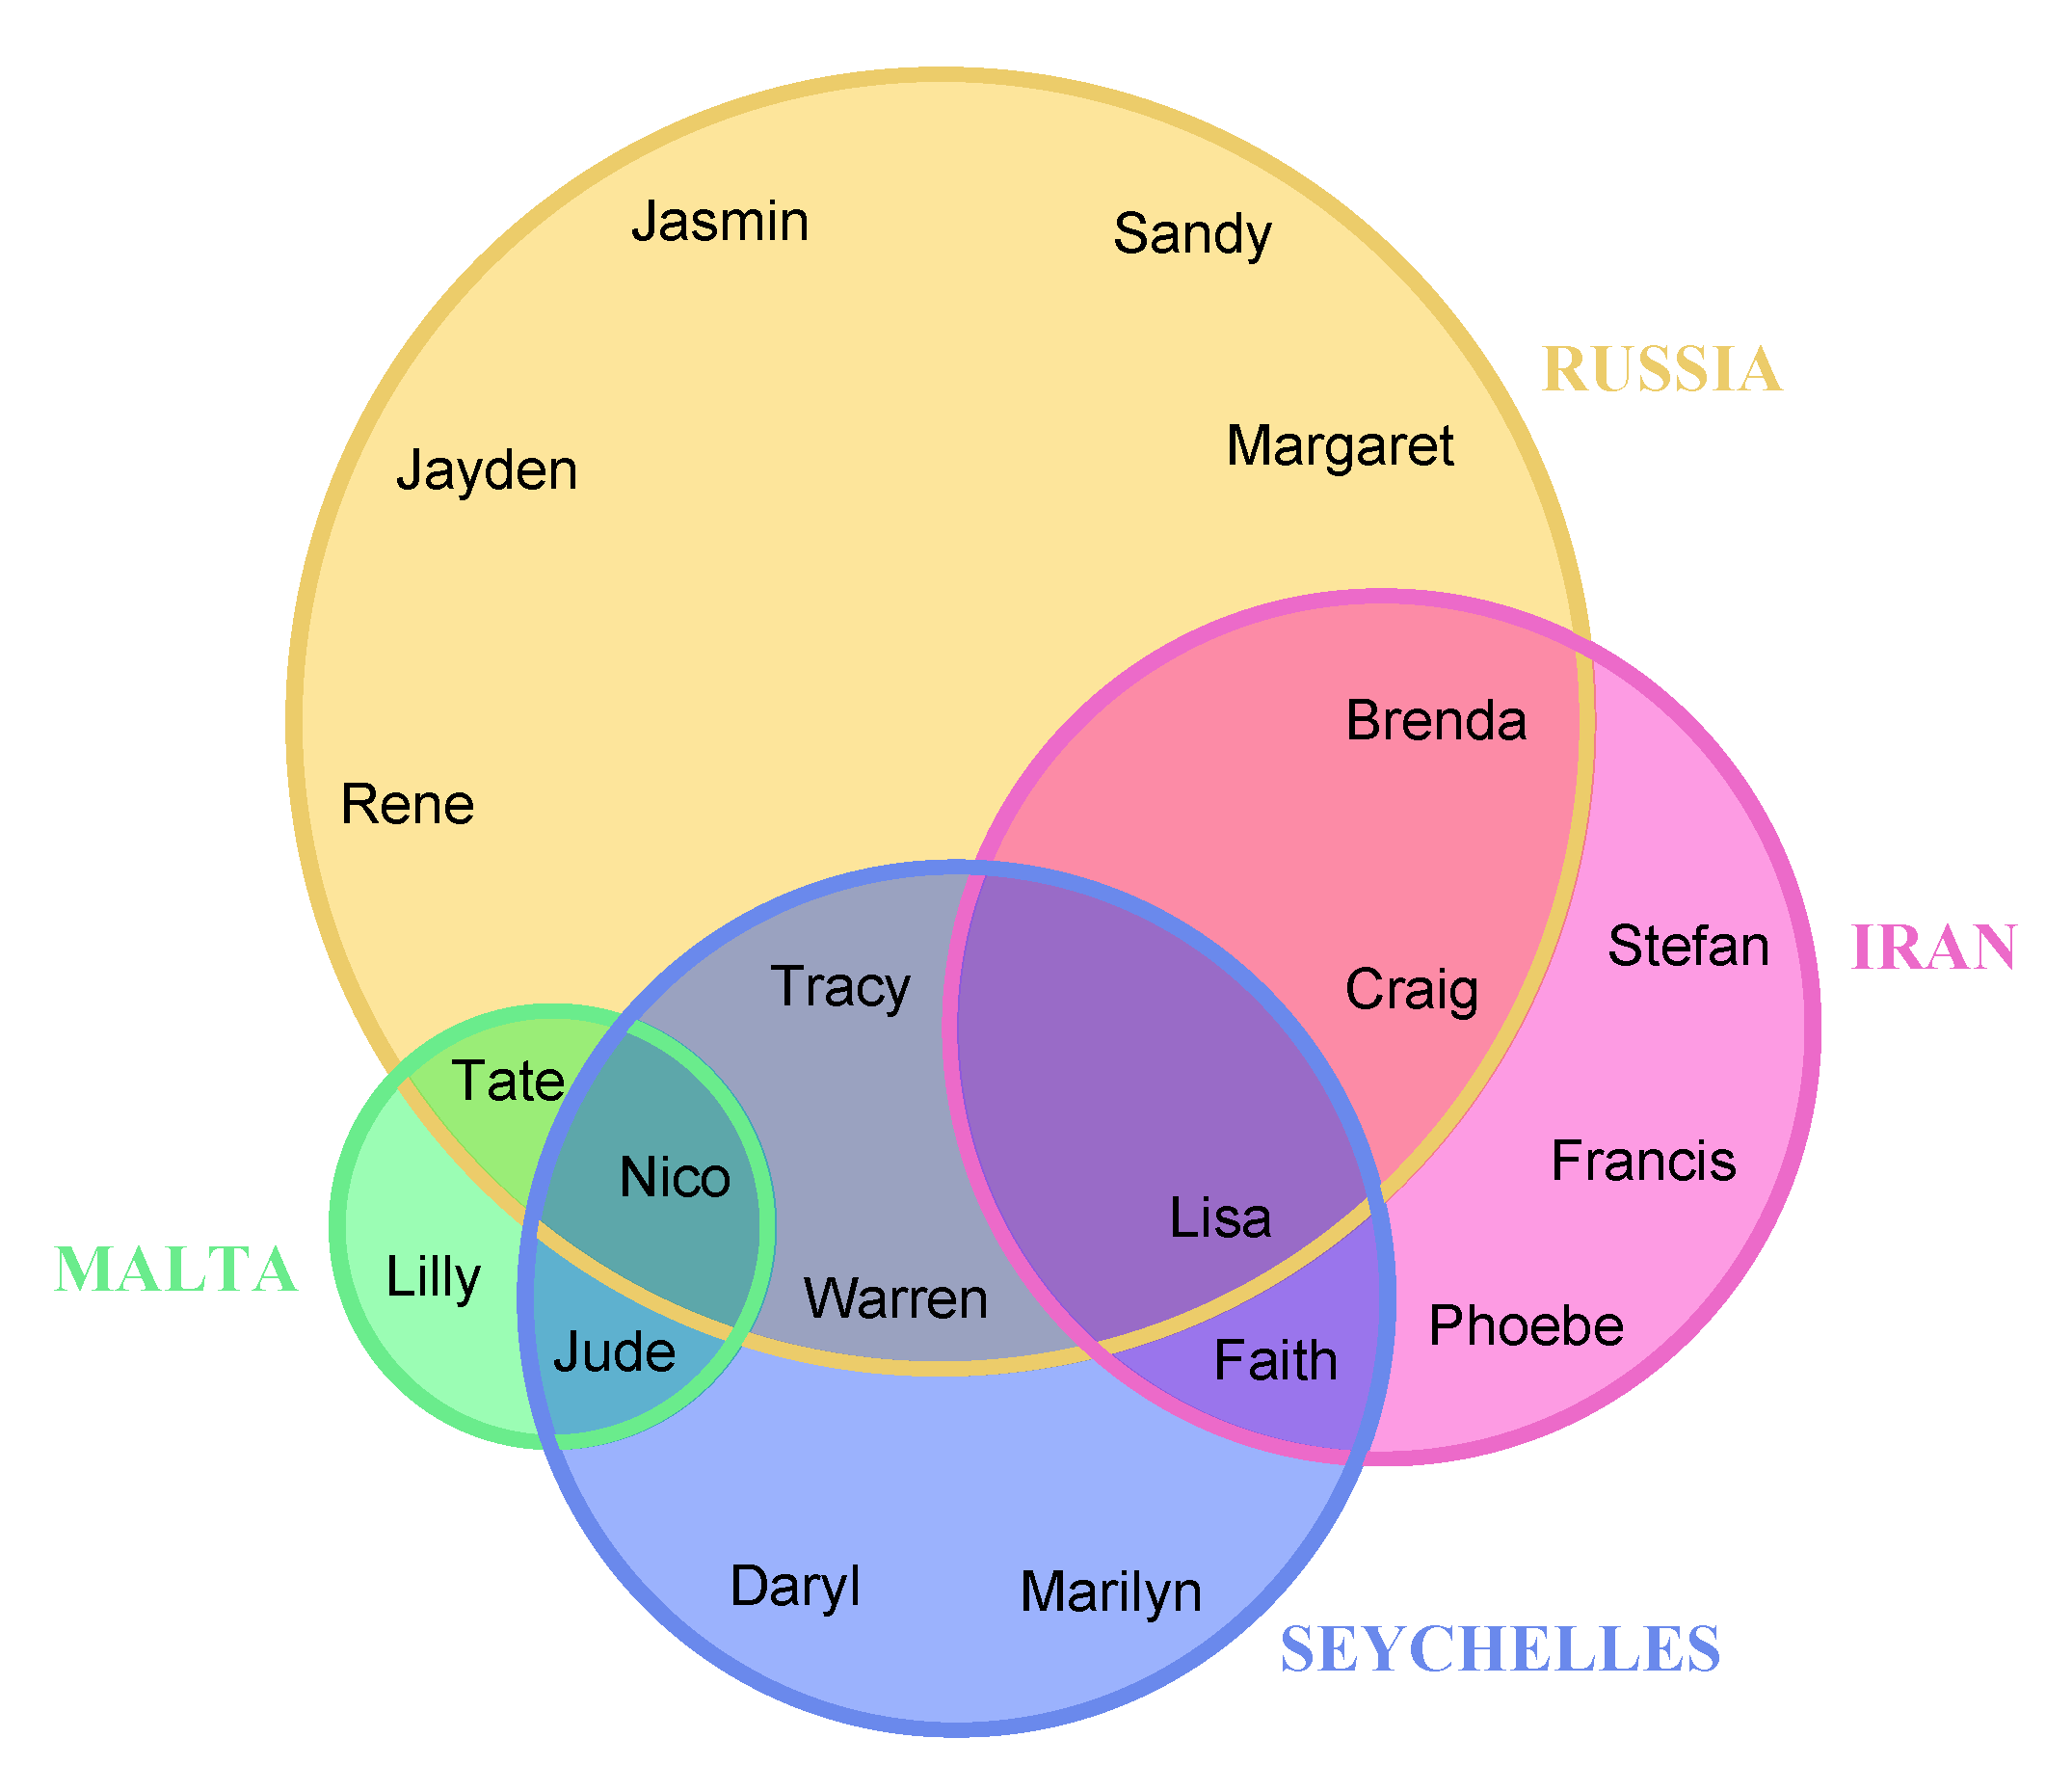 Jasmin
Sandy
RUSSIA
Margaret
Jayden
Brenda
Rene
Stefan
IRAN
Tracy
Craig
Tate
Francis
Nico
Lisa
MALTA
Lilly
Warren
Phoebe
Jude
Faith
Daryl
Marilyn
SEYCHELLES